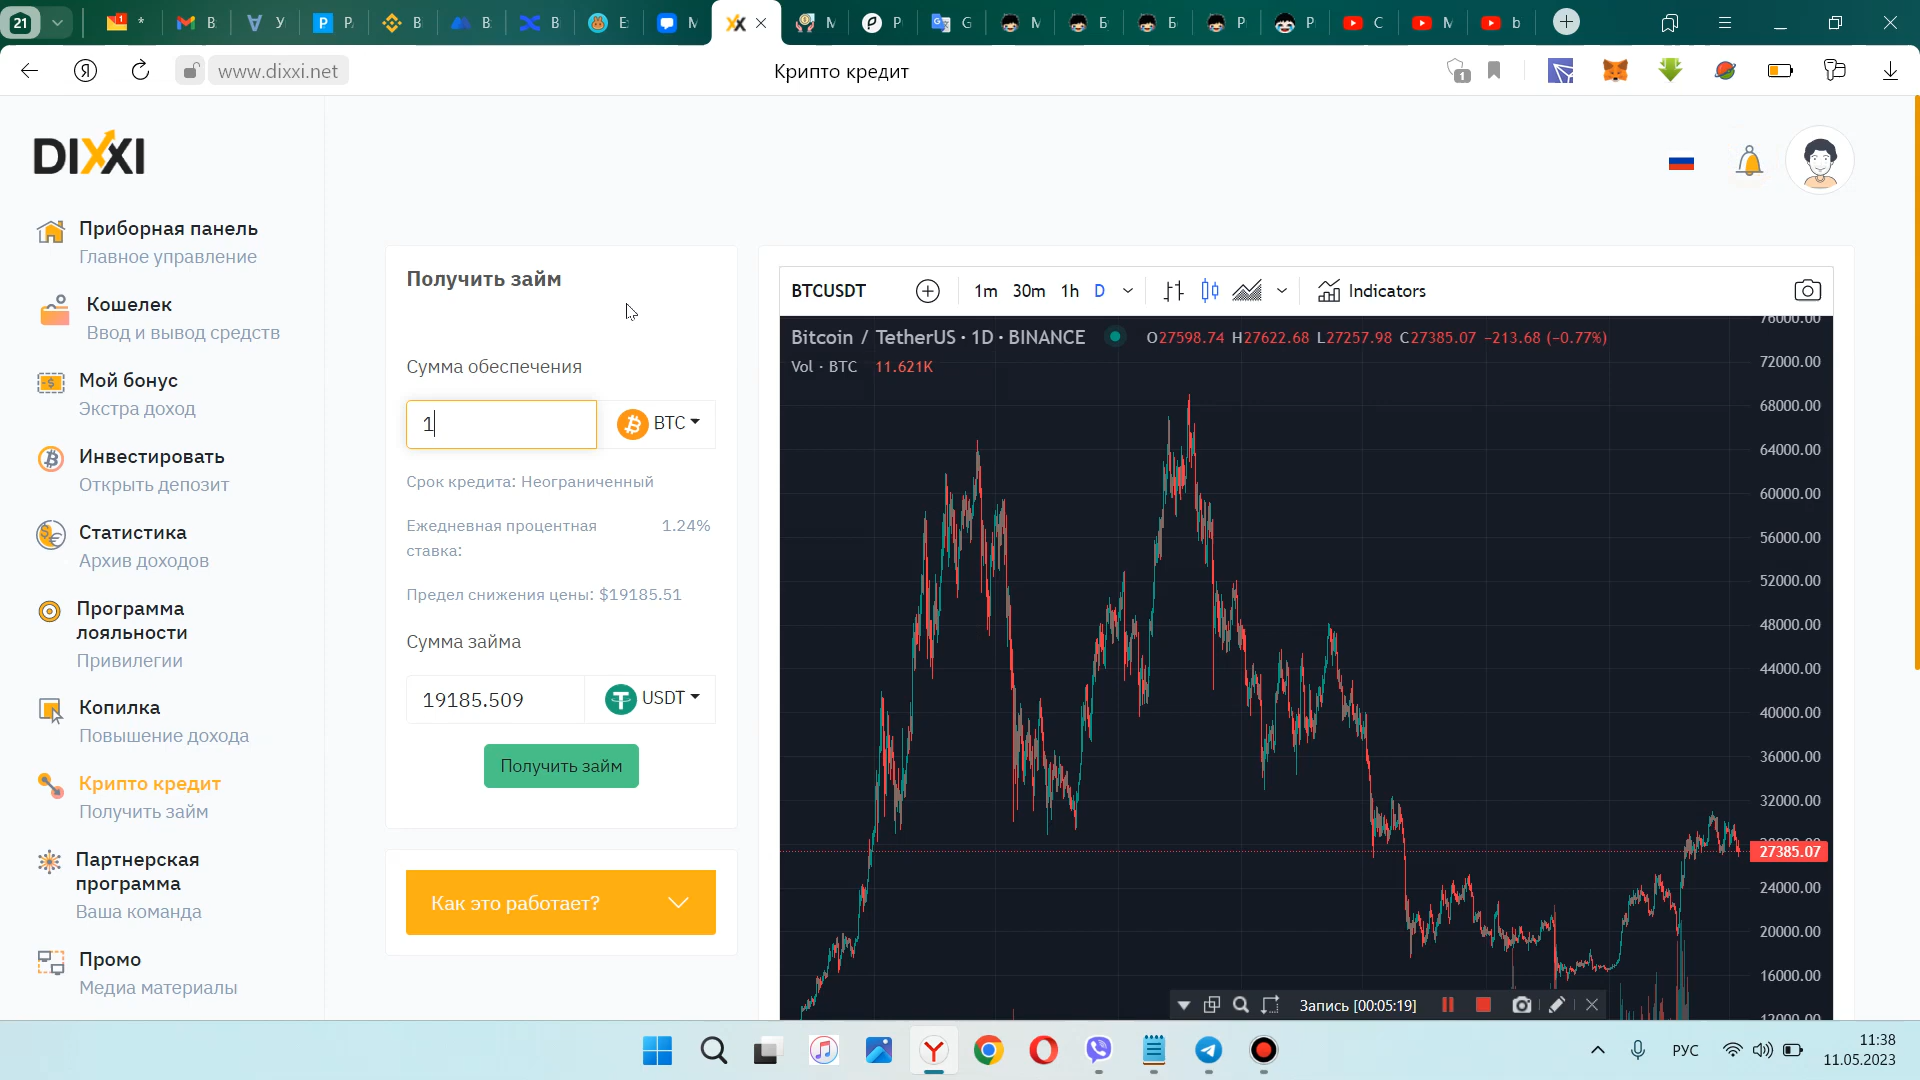 21
*
B
У
P
B
B
B
E
M
M
P
G
M
Б
Б
P
P
C
M
b
www.dixxi.net
Крипто кредит
1
DIXXI
Приборная панель
Главное управление
Кошелек
Ввод и вывод средств
Мой бонус
Экстра доход
Инвестировать
Открыть депозит
Статистика
Архив доходов
Программа
лояльности
Привилегии
Копилка
Повышение дохода
Крипто кредит
Получить займ
Партнерская
программа
Ваша команда
Промо
Медиа материалы
Получить займ
Сумма обеспечения
1
BTC
Срок кредита: Неограниченный
Ежедневная процентная 1.24%
ставка:
Предел снижения цены: $19185.51
Сумма займа
19185.509
USDT
Получить займ
Как это работает?
BTCUSDT 1m 30m 1h D Indicators
Bitcoin / TetherUS · 1D · BINANCE O27598.74 H27622.68 L27257.98 C27385.07 −213.68 (−0.77%)
Vol · BTC 11.621K
76000.00
72000.00
68000.00
64000.00
60000.00
56000.00
52000.00
48000.00
44000.00
40000.00
36000.00
32000.00
27385.07
24000.00
20000.00
16000.00
12000.00
Запись [00:05:19]
РУС
11:38
11.05.2023